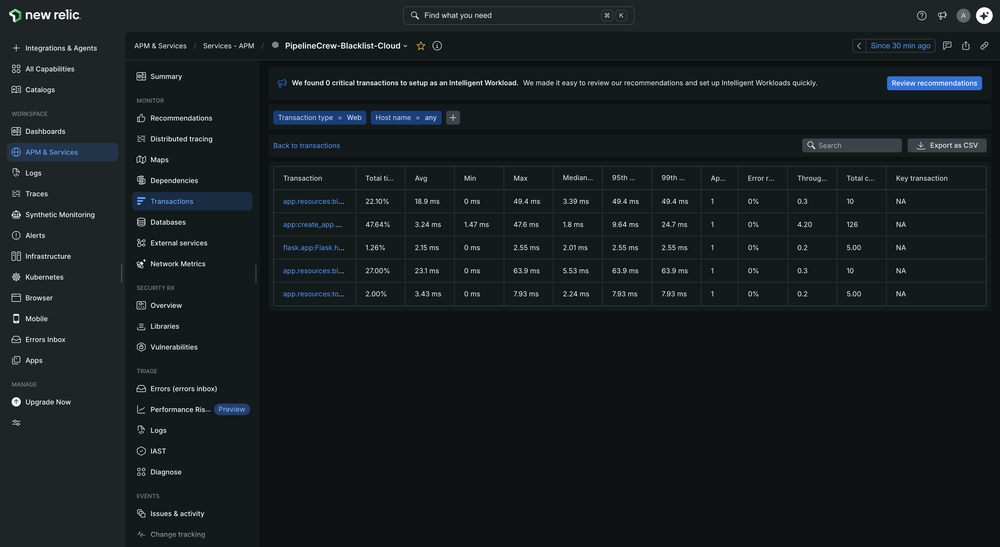 new relic
Find what you need ⌘ K
A
Integrations & Agents
All Capabilities
Catalogs
WORKSPACE
Dashboards
APM & Services
Logs
Traces
Synthetic Monitoring
Alerts
Infrastructure
Kubernetes
Browser
Mobile
Errors Inbox
Apps
MANAGE
Upgrade Now
APM & Services / Services - APM / PipelineCrew-Blacklist-Cloud
Since 30 min ago
Summary
MONITOR
Recommendations
Distributed tracing
Maps
Dependencies
Transactions
Databases
External services
Network Metrics
SECURITY RX
Overview
Libraries
Vulnerabilities
TRIAGE
Errors (errors inbox)
Performance Ris... Preview
Logs
IAST
Diagnose
EVENTS
Issues & activity
Change tracking
We found 0 critical transactions to setup as an Intelligent Workload. We made it easy to review our recommendations and set up Intelligent Workloads quickly.
Review recommendations
Transaction type = Web Host name = any
Back to transactions
Search
Export as CSV
Transaction Total ti... Avg Min Max Median... 95th ... 99th ... Ap... Error r... Throug... Total c... Key transaction
app.resources:bl... 22.10% 18.9 ms 0 ms 49.4 ms 3.39 ms 49.4 ms 49.4 ms 1 0% 0.3 10 NA
app:create_app.... 47.64% 3.24 ms 1.47 ms 47.6 ms 1.8 ms 9.64 ms 24.7 ms 1 0% 4.20 126 NA
flask.app:Flask.h... 1.26% 2.15 ms 0 ms 2.55 ms 2.01 ms 2.55 ms 2.55 ms 1 0% 0.2 5.00 NA
app.resources:bl... 27.00% 23.1 ms 0 ms 63.9 ms 5.53 ms 63.9 ms 63.9 ms 1 0% 0.3 10 NA
app.resources:to... 2.00% 3.43 ms 0 ms 7.93 ms 2.24 ms 7.93 ms 7.93 ms 1 0% 0.2 5.00 NA